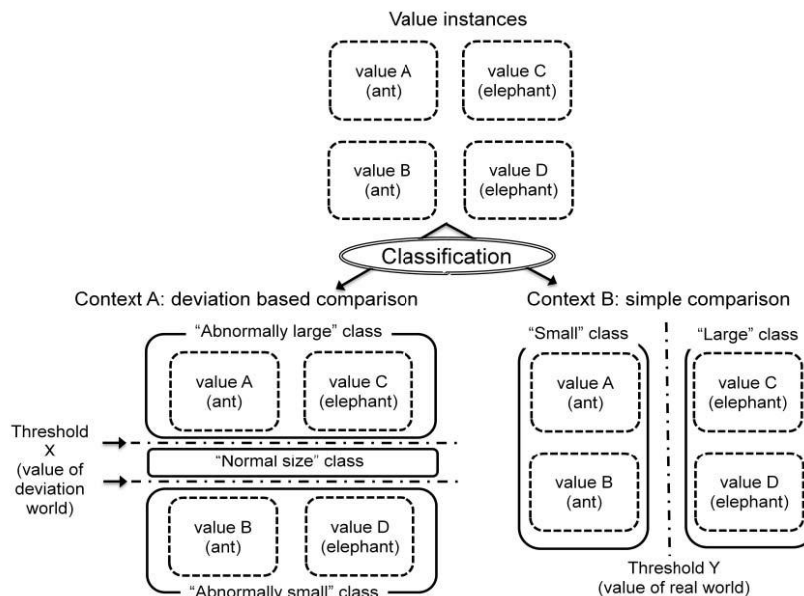 Value instances
value A
(ant)
value C
(elephant)
value B
(ant)
value D
(elephant)
Classification
Context A: deviation based comparison
"Abnormally large" class
value A
(ant)
value C
(elephant)
Threshold
X
(value of
deviation
world)
"Normal size" class
value B
(ant)
value D
(elephant)
"Abnormally small" class
Context B: simple comparison
"Small" class
"Large" class
value A
(ant)
value C
(elephant)
value B
(ant)
value D
(elephant)
Threshold Y
(value of real world)